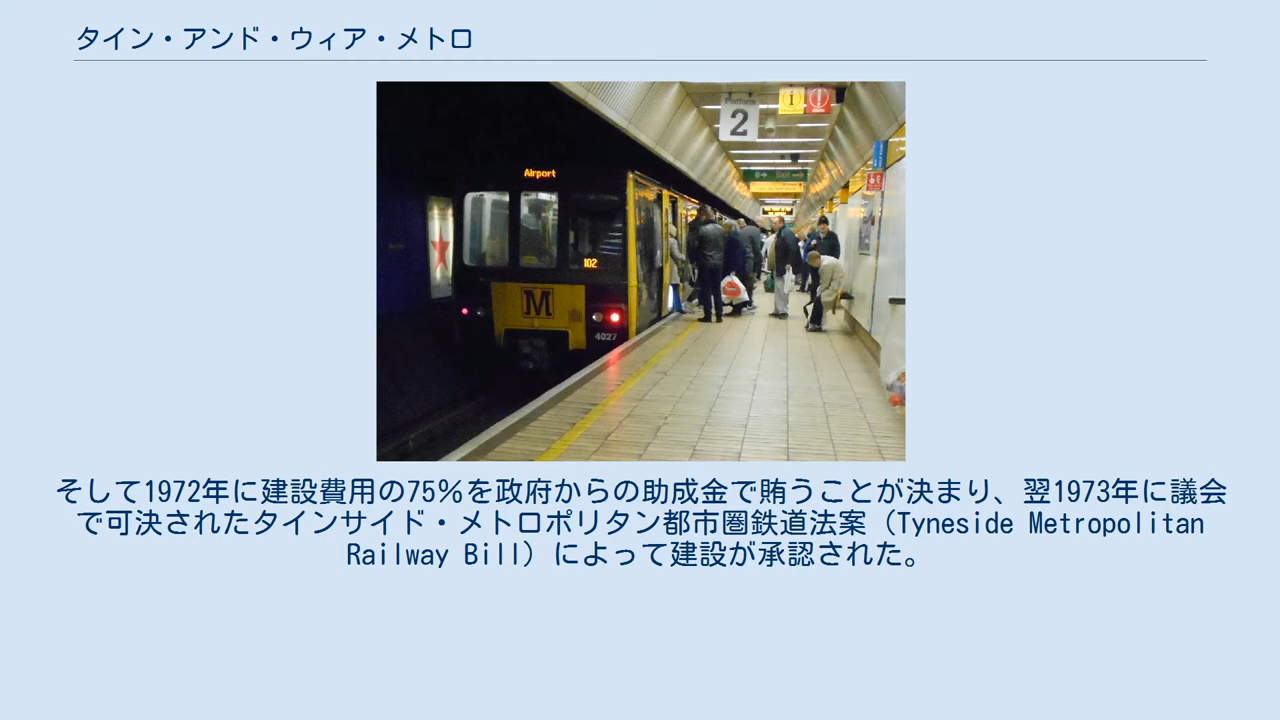 タイン・アンド・ウィア・メトロ
Platform
2
i
Airport
102
M
4027
そして1972年に建設費用の75％を政府からの助成金で賄うことが決まり、翌1973年に議会
で可決されたタインサイド・メトロポリタン都市圏鉄道法案（Tyneside Metropolitan
Railway Bill）によって建設が承認された。